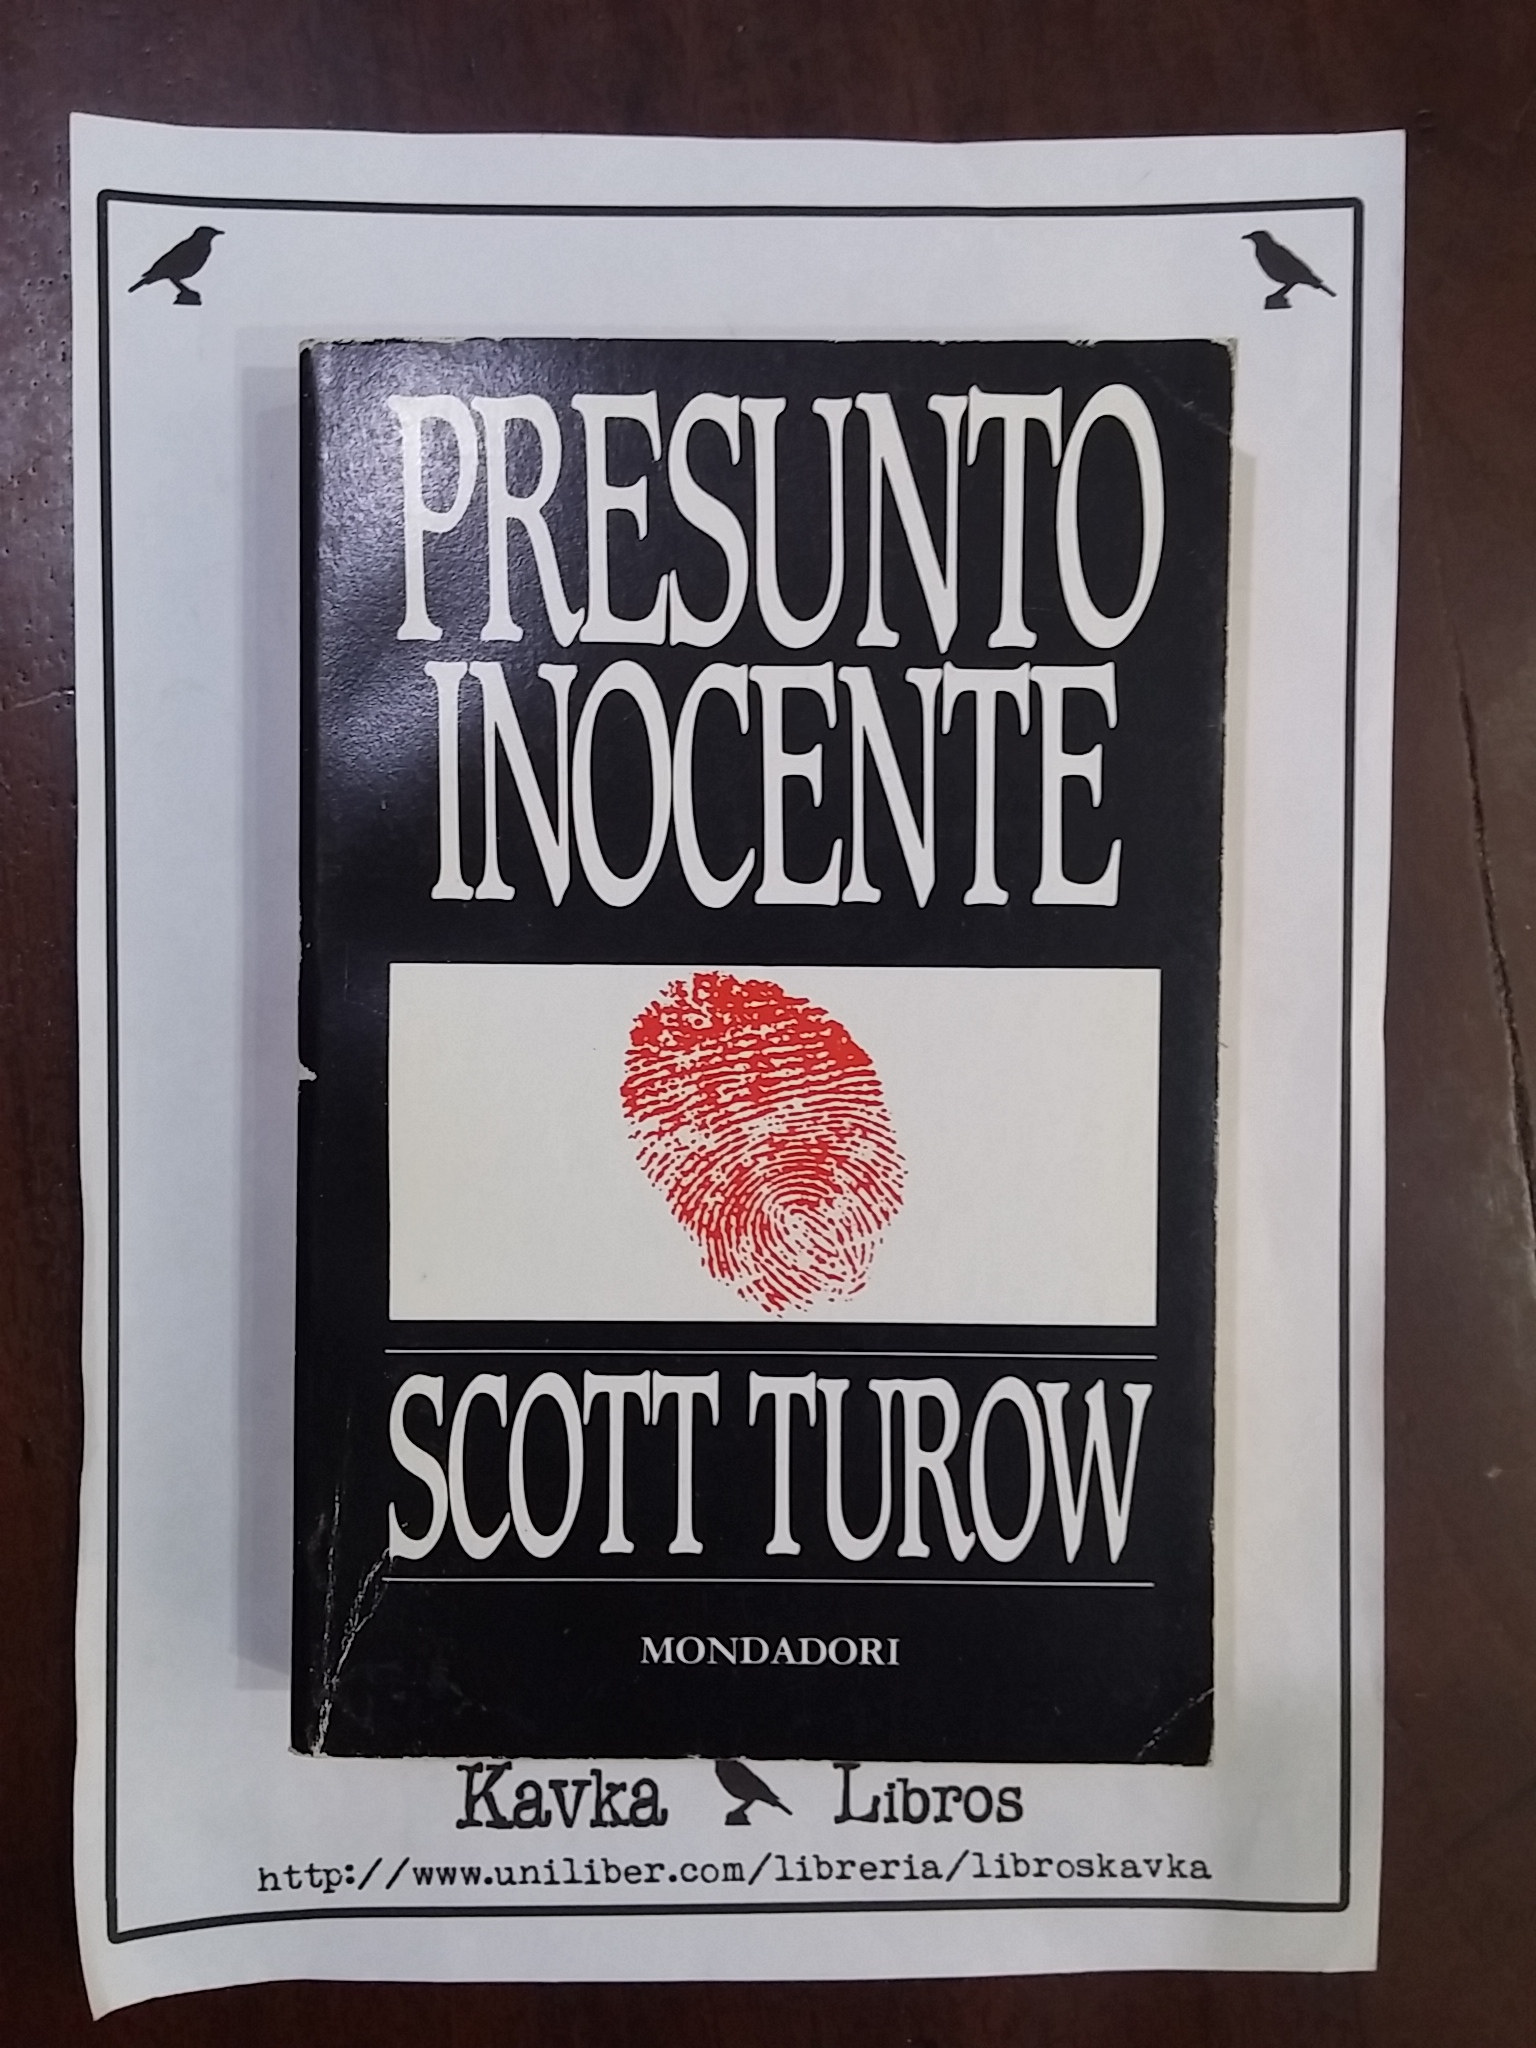 PRESUNTO
INOCENTE
SCOTT TUROW
MONDADORI
Kavka Libros
http://www.uniliber.com/libreria/libroskavka